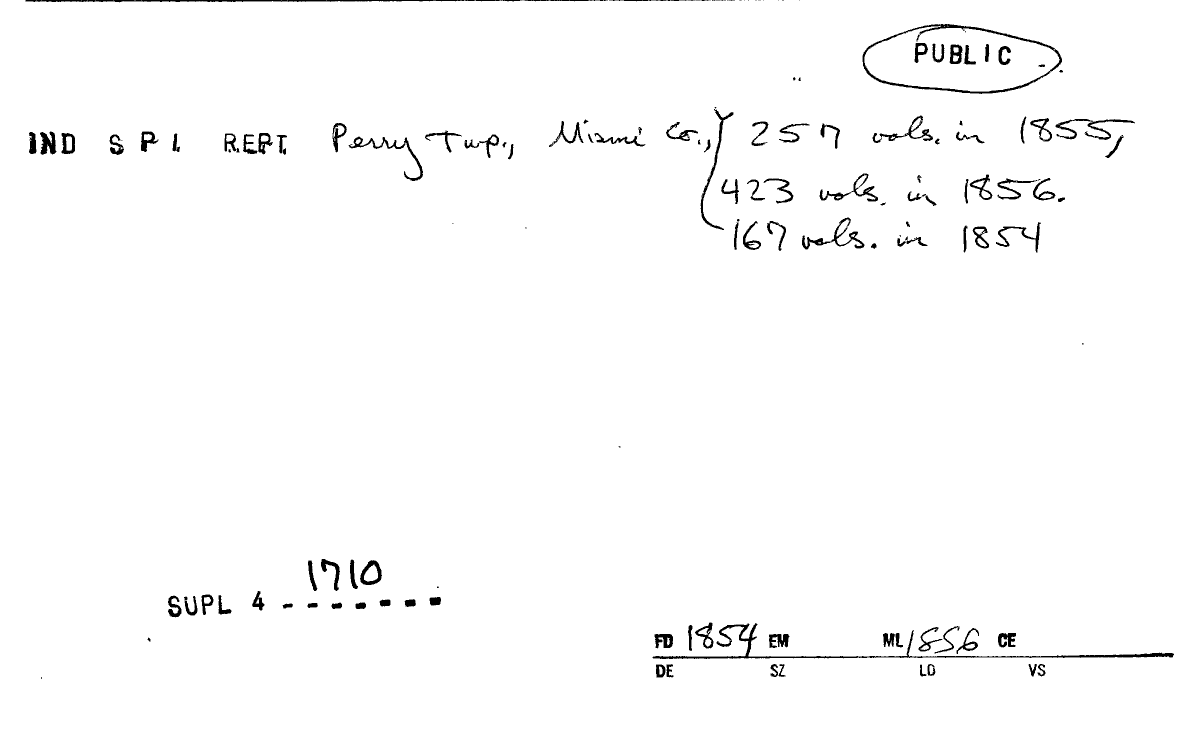 PUBLIC
IND S P I REPT Perry Twp., Miami Co., 257 vols. in 1855,
423 vols. in 1856.
167 vols. in 1854
1710
SUPL 4 - - - - - - -
FD 1854 EM ML 1856 CE
DE SZ LO VS